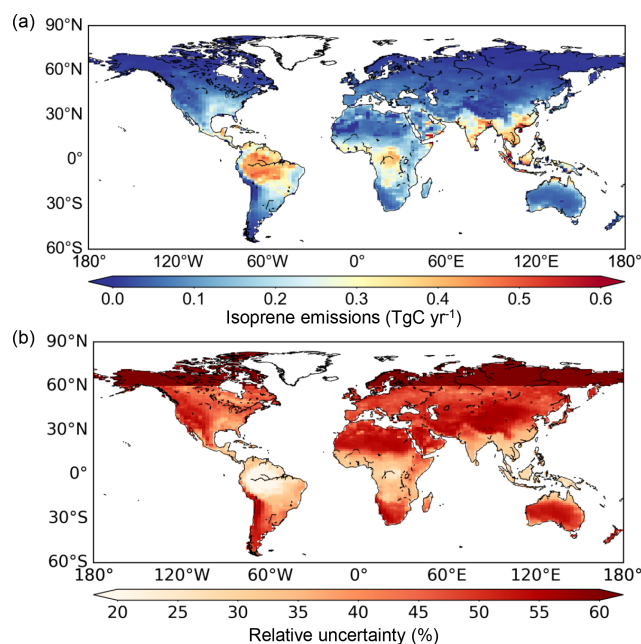 (a)
90°N
60°N
30°N
0°
30°S
60°S
180° 120°W 60°W 0° 60°E 120°E 180°
0.0 0.1 0.2 0.3 0.4 0.5 0.6
Isoprene emissions (TgC yr⁻¹)
(b)
90°N
60°N
30°N
0°
30°S
60°S
180° 120°W 60°W 0° 60°E 120°E 180°
20 25 30 35 40 45 50 55 60
Relative uncertainty (%)